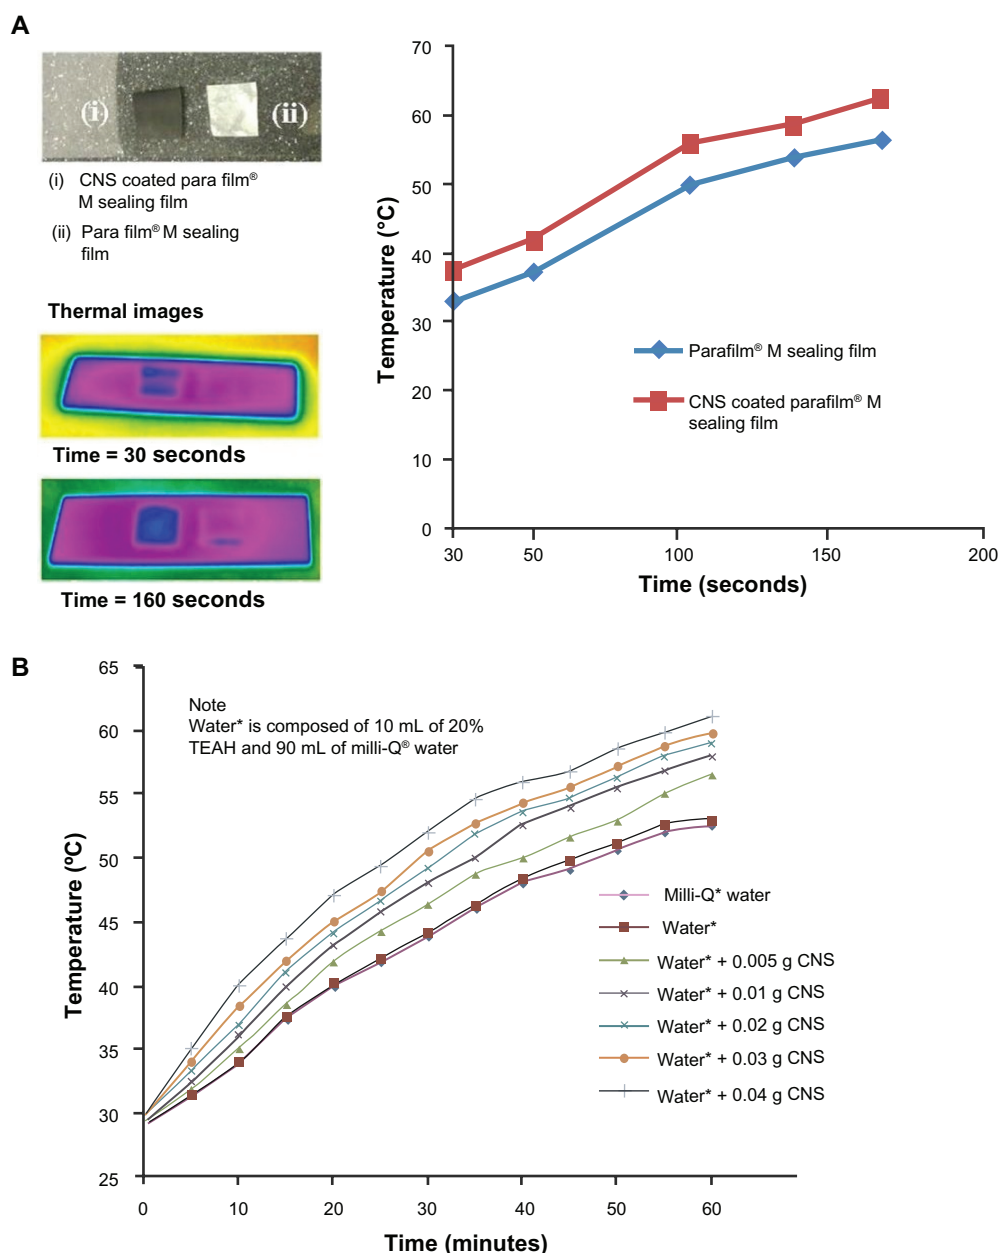 A
(i)
(ii)
(i) CNS coated para film®
M sealing film
(ii) Para film® M sealing
film
Thermal images
Time = 30 seconds
Time = 160 seconds
Temperature (°C)
70
60
50
40
30
20
10
0
30 50 100 150 200
Time (seconds)
Parafilm® M sealing film
CNS coated parafilm® M
sealing film
B
Temperature (ºC)
65
60
55
50
45
40
35
30
25
0 10 20 30 40 50 60
Time (minutes)
Note
Water* is composed of 10 mL of 20%
TEAH and 90 mL of milli-Q® water
Milli-Q* water
Water*
Water* + 0.005 g CNS
Water* + 0.01 g CNS
Water* + 0.02 g CNS
Water* + 0.03 g CNS
Water* + 0.04 g CNS